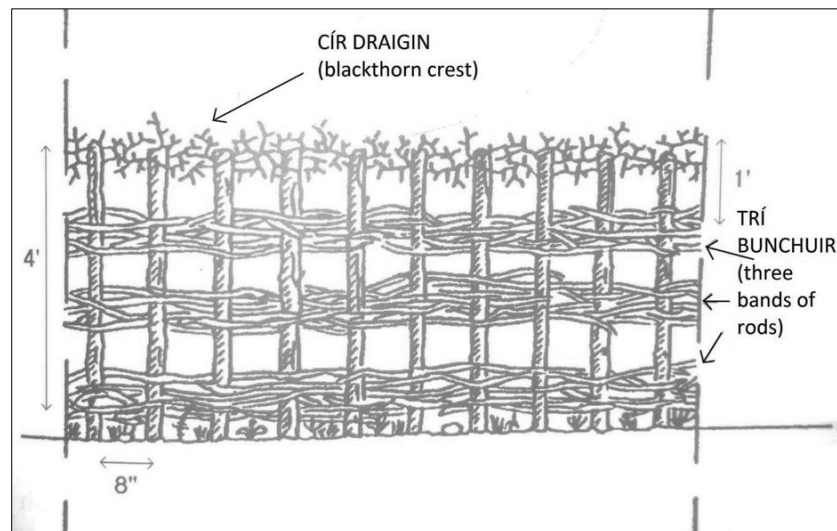 CÍR DRAIGIN
(blackthorn crest)
1'
4'
TRÍ
BUNCHUIR
(three
bands of
rods)
8"